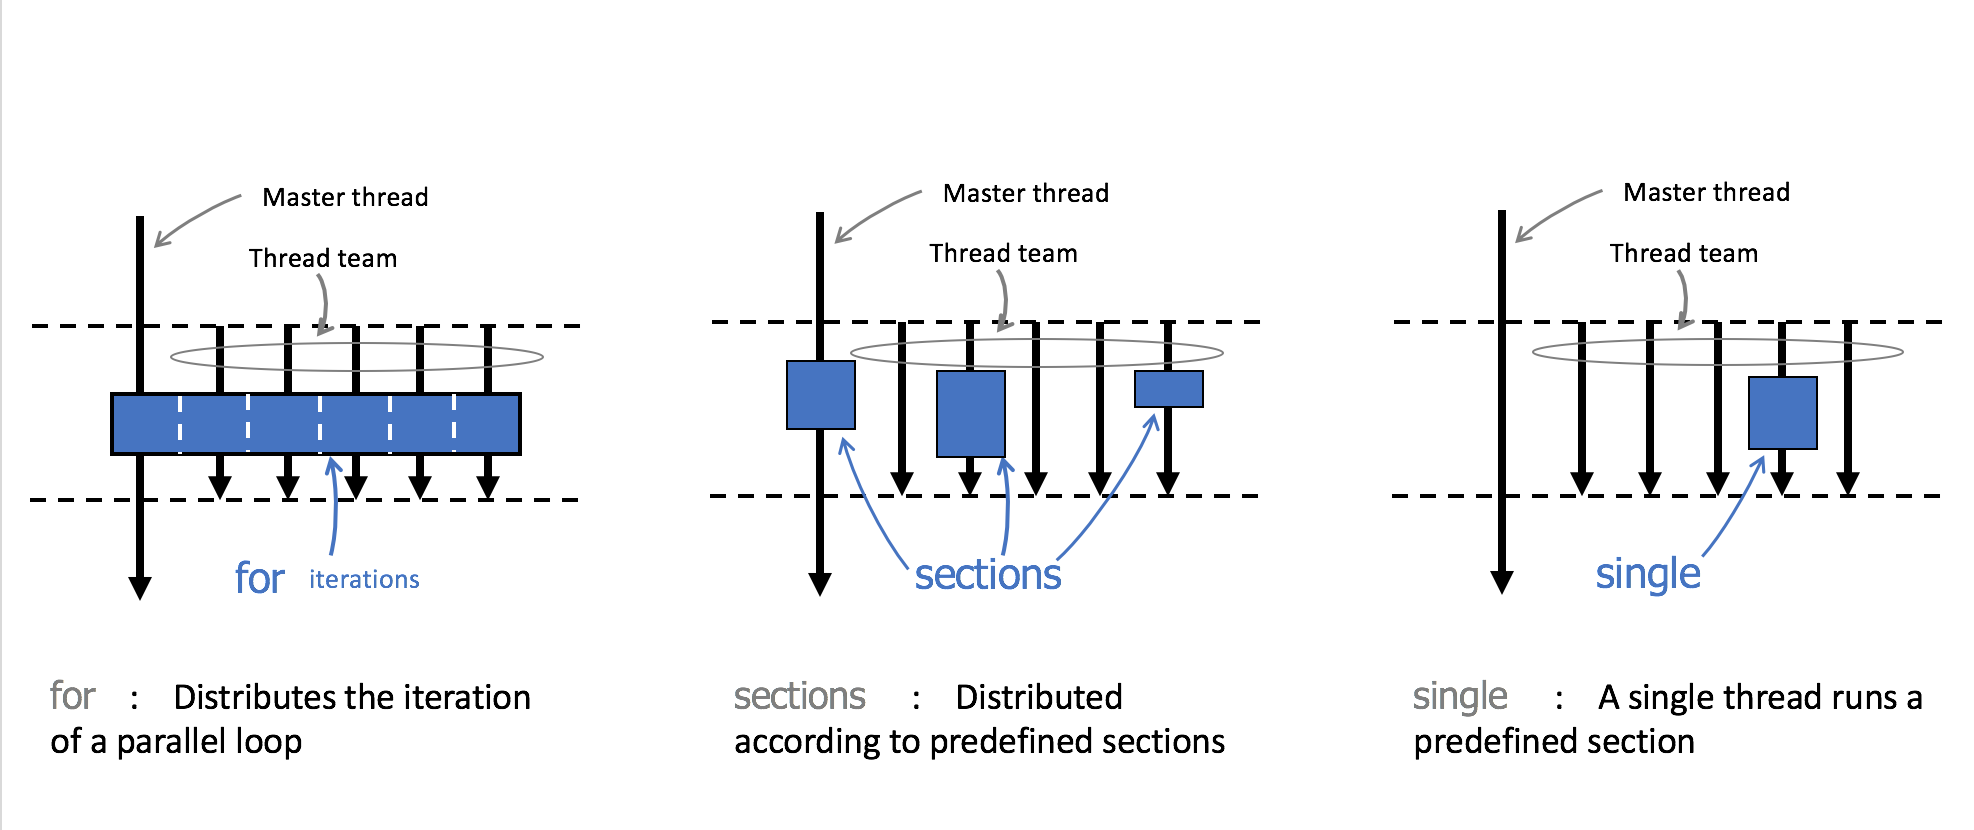 Master thread
Thread team
for iterations
for : Distributes the iteration
of a parallel loop
Master thread
Thread team
sections
sections : Distributed
according to predefined sections
Master thread
Thread team
single
single : A single thread runs a
predefined section